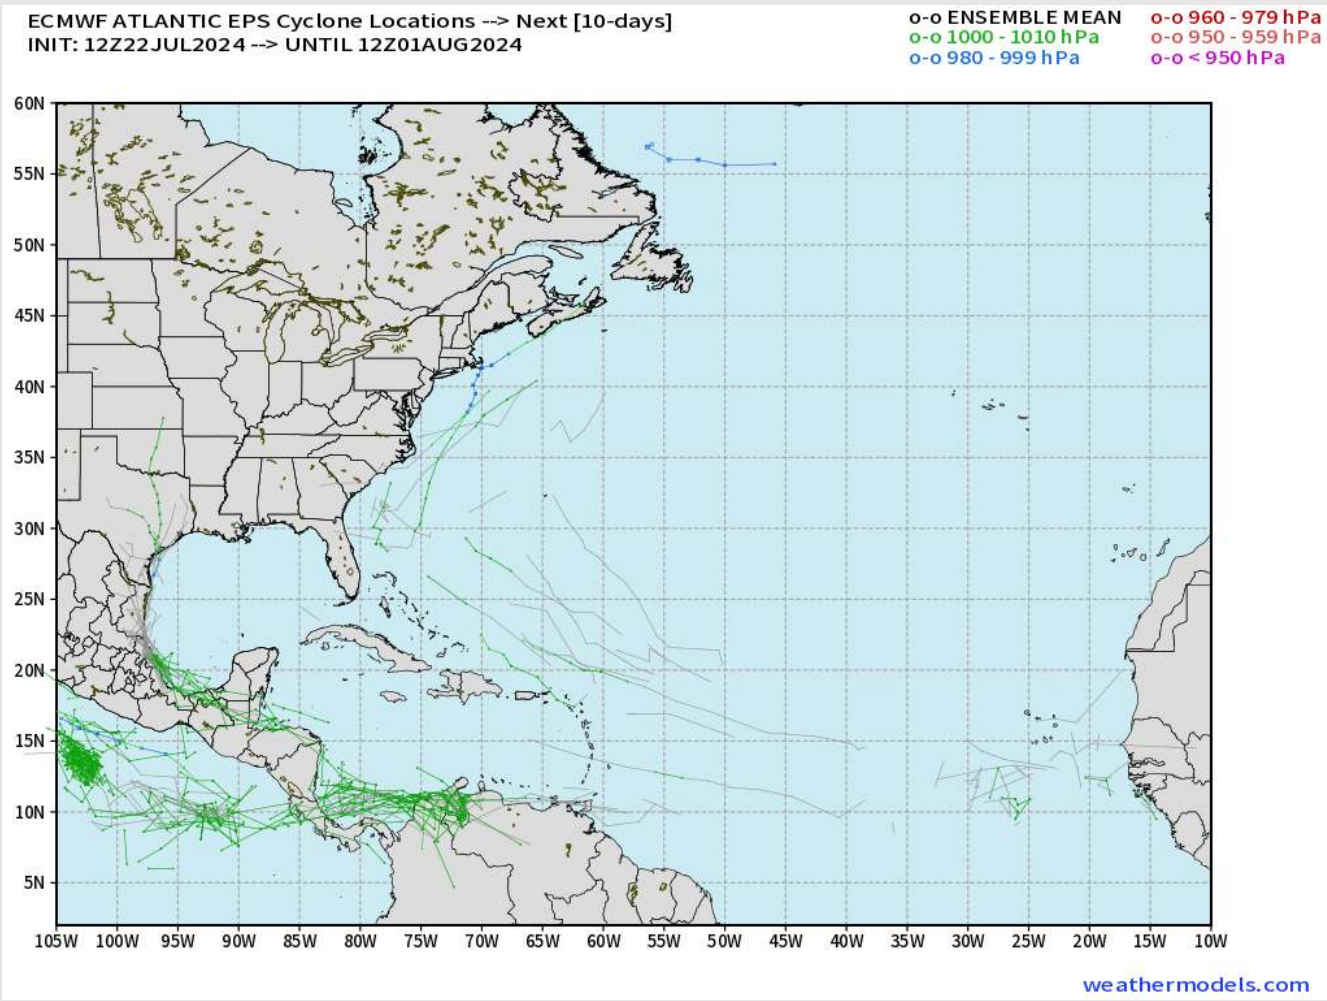 ECMWF ATLANTIC EPS Cyclone Locations --> Next [10-days]
INIT: 12Z22JUL2024 --> UNTIL 12Z01AUG2024
o-o ENSEMBLE MEAN
o-o 1000 - 1010 hPa
o-o 980 - 999 hPa
o-o 960 - 979 hPa
o-o 950 - 959 hPa
o-o < 950 hPa
60N
55N
50N
45N
40N
35N
30N
25N
20N
15N
10N
5N
105W 100W 95W 90W 85W 80W 75W 70W 65W 60W 55W 50W 45W 40W 35W 30W 25W 20W 15W 10W
weathermodels.com